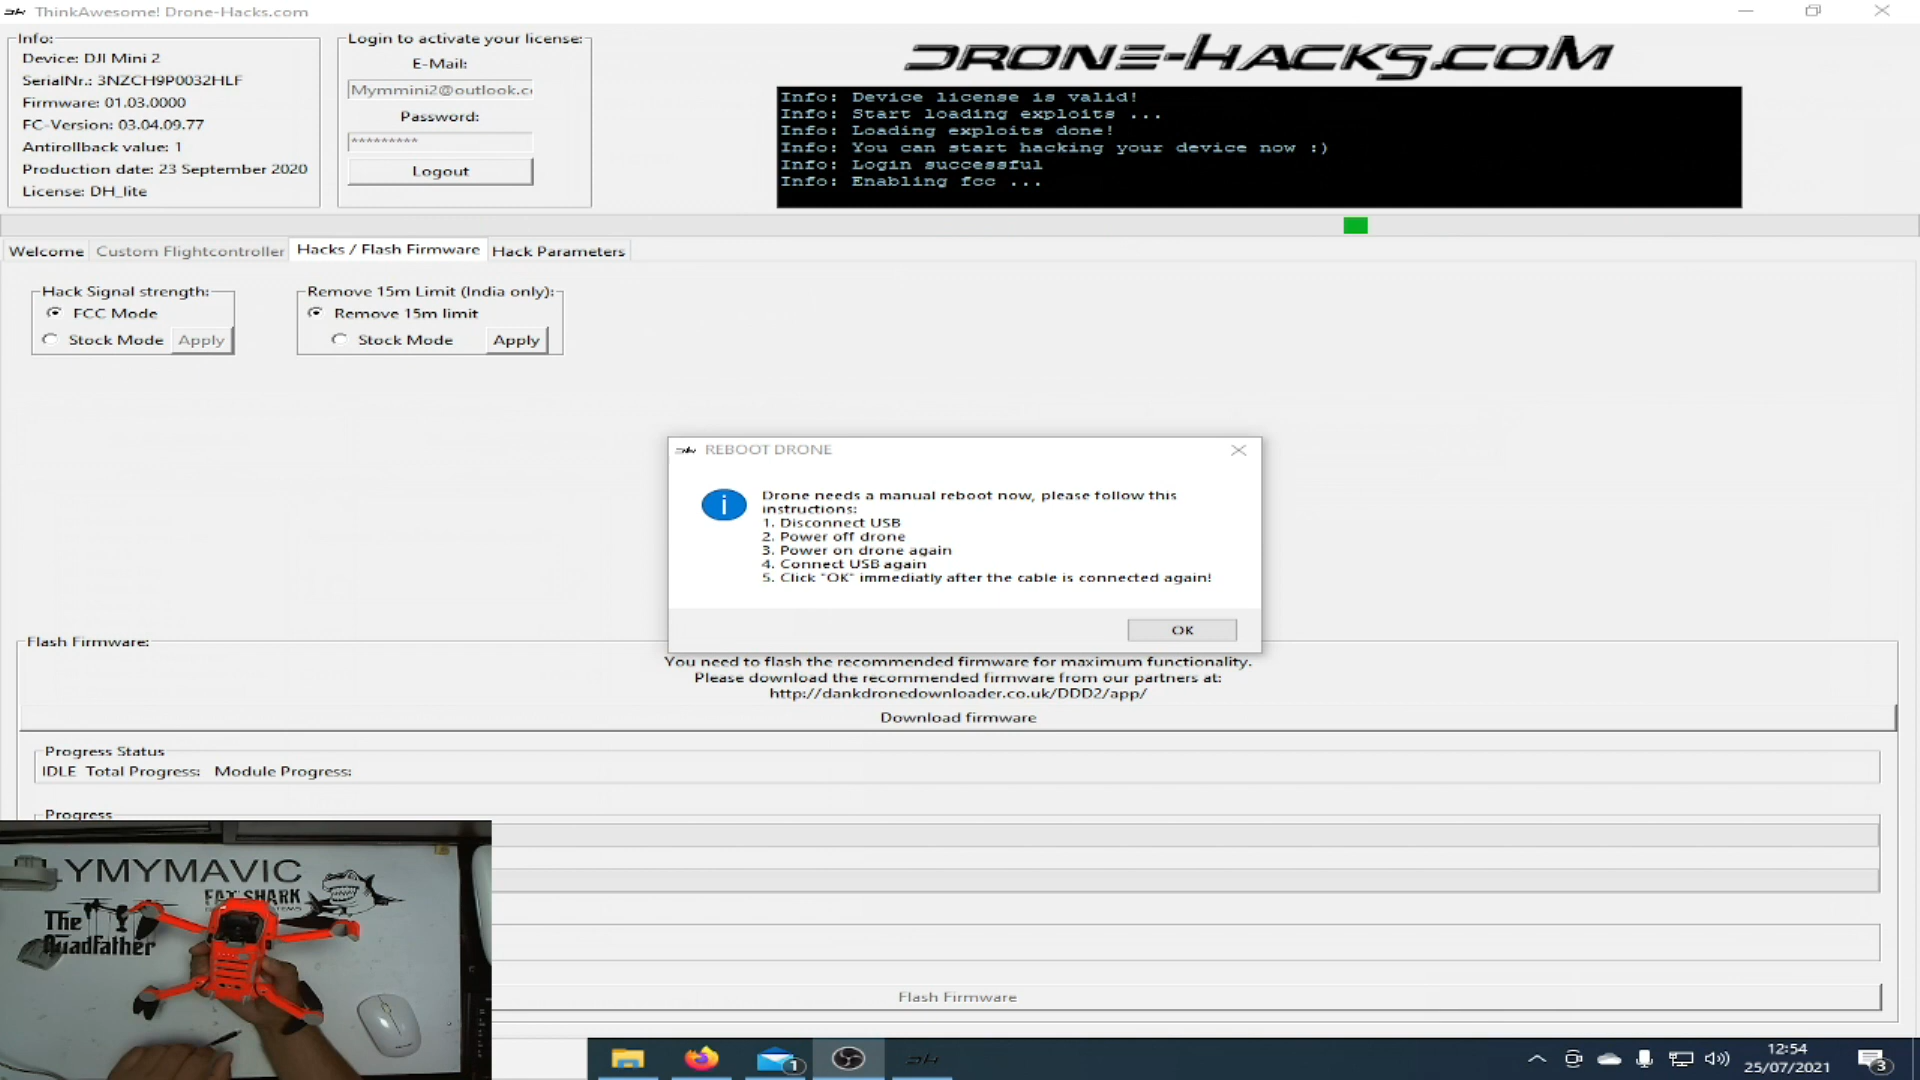 ThinkAwesome! Drone-Hacks.com
Info:
Device: DJI Mini 2
SerialNr.: 3NZCH9P0032HLF
Firmware: 01.03.0000
FC-Version: 03.04.09.77
Antirollback value: 1
Production date: 23 September 2020
License: DH_lite
Login to activate your license:
E-Mail:
Mymmini2@outlook.c
Password:
*********
Logout
DRONE-HACKS.COM
Info: Device license is valid!
Info: Start loading exploits ...
Info: Loading exploits done!
Info: You can start hacking your device now :)
Info: Login successful
Info: Enabling fcc ...
Welcome Custom Flightcontroller Hacks / Flash Firmware Hack Parameters
Hack Signal strength:
FCC Mode
Stock Mode Apply
Remove 15m Limit (India only):
Remove 15m limit
Stock Mode Apply
REBOOT DRONE
Drone needs a manual reboot now, please follow this
instructions:
1. Disconnect USB
2. Power off drone
3. Power on drone again
4. Connect USB again
5. Click "OK" immediatly after the cable is connected again!
OK
Flash Firmware:
You need to flash the recommended firmware for maximum functionality.
Please download the recommended firmware from our partners at:
http://dankdronedownloader.co.uk/DDD2/app/
Download firmware
Progress Status
IDLE Total Progress: Module Progress:
Progress
YMYMAVIC
FAT SHARK
The
Quadfather
Flash Firmware
1
12:54
25/07/2021
3